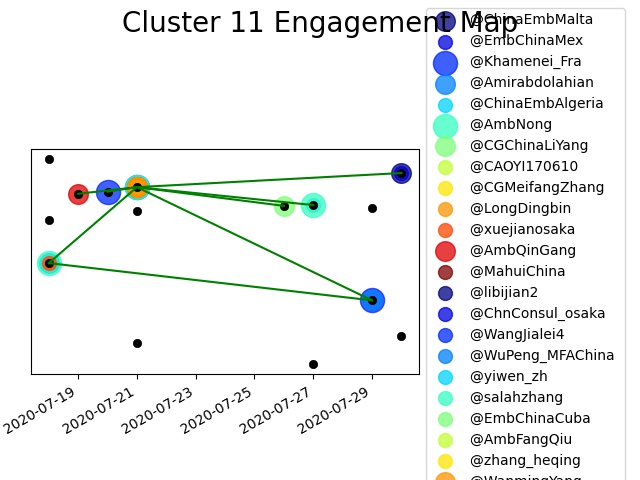 Cluster 11 Engagement Map
@ChinaEmbMalta
@EmbChinaMex
@Khamenei_Fra
@Amirabdolahian
@ChinaEmbAlgeria
@AmbNong
@CGChinaLiYang
@CAOYI170610
@CGMeifangZhang
@LongDingbin
@xuejianosaka
@AmbQinGang
@MahuiChina
@libijian2
@ChnConsul_osaka
@WangJialei4
@WuPeng_MFAChina
@yiwen_zh
@salahzhang
@EmbChinaCuba
@AmbFangQiu
@zhang_heqing
@WanmingYang
2020-07-19
2020-07-21
2020-07-23
2020-07-25
2020-07-27
2020-07-29